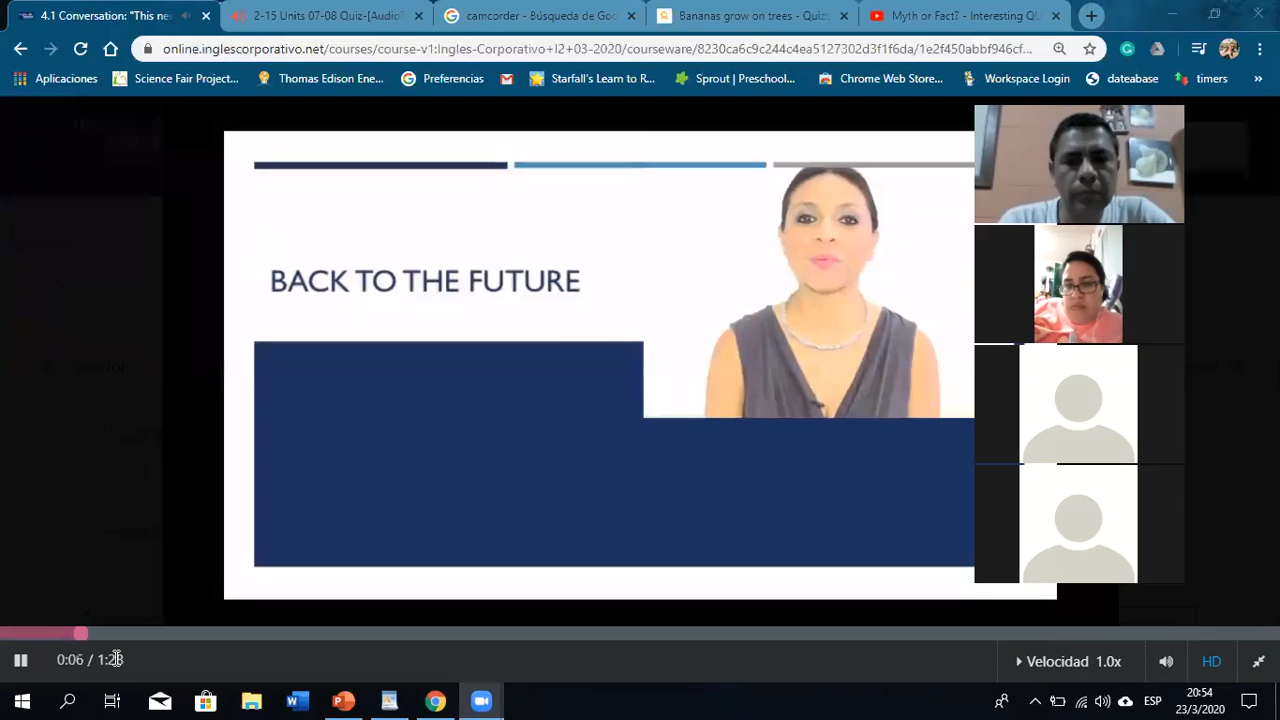 4.1 Conversation: "This ne
2-15 Units 07-08 Quiz-[AudioT
camcorder - Búsqueda de Goo
Bananas grow on trees - Quiz
Myth or Fact? - Interesting QU
online.inglescorporativo.net/courses/course-v1:Ingles-Corporativo+I2+03-2020/courseware/8230ca6c9c244c4ea5127302d3f1f6da/1e2f450abbf946cf...
Aplicaciones
Science Fair Project...
Thomas Edison Ene...
Preferencias
Starfall's Learn to R...
Sprout | Preschool...
Chrome Web Store...
Workspace Login
dateabase
timers
»
BACK TO THE FUTURE
0:06 / 1:23
Velocidad 1.0x
HD
ESP
20:54
23/3/2020